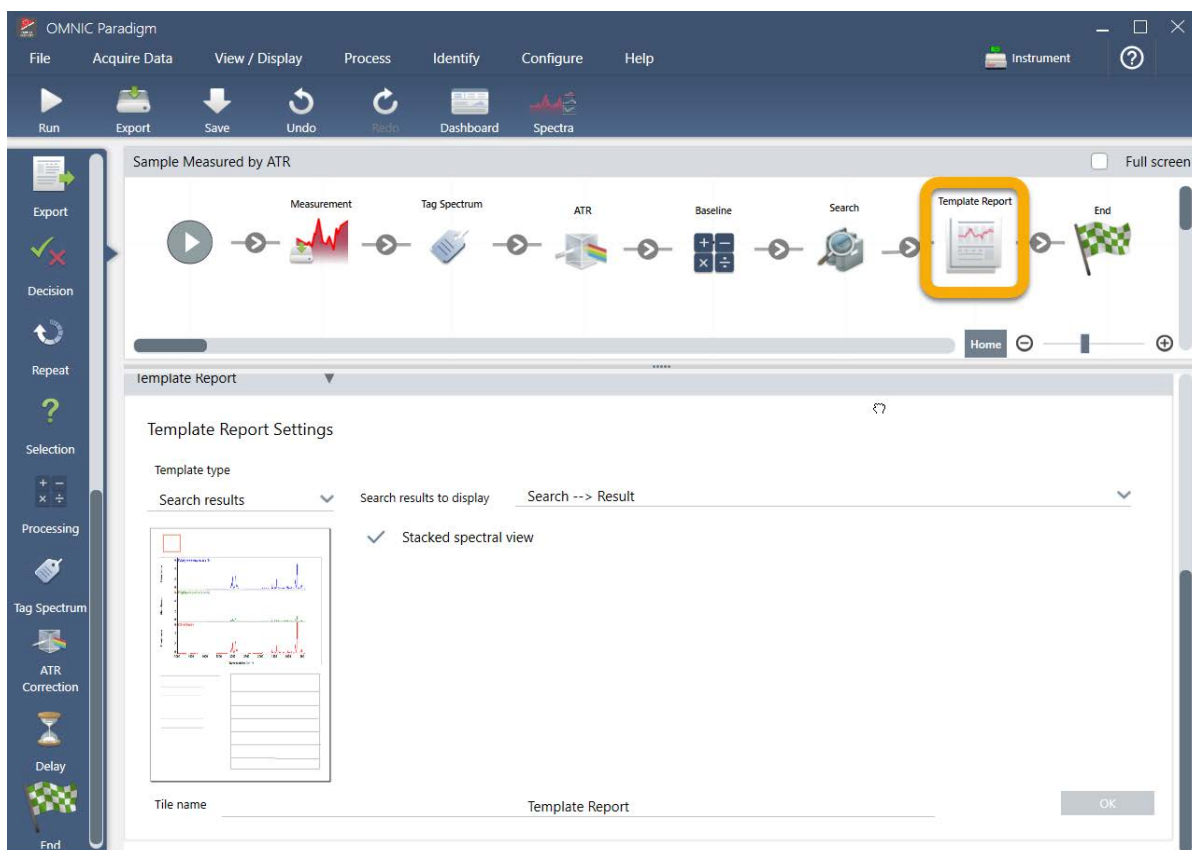 OMNIC Paradigm
File Acquire Data View / Display Process Identify Configure Help Instrument
Run Export Save Undo Redo Dashboard Spectra
Sample Measured by ATR Full screen
Export
Decision
Repeat
Selection
Processing
Tag Spectrum
ATR
Correction
Delay
End
Measurement Tag Spectrum ATR Baseline Search Template Report End
Home
Template Report
Template Report Settings
Template type
Search results Search results to display Search --> Result
Stacked spectral view
Tile name Template Report OK